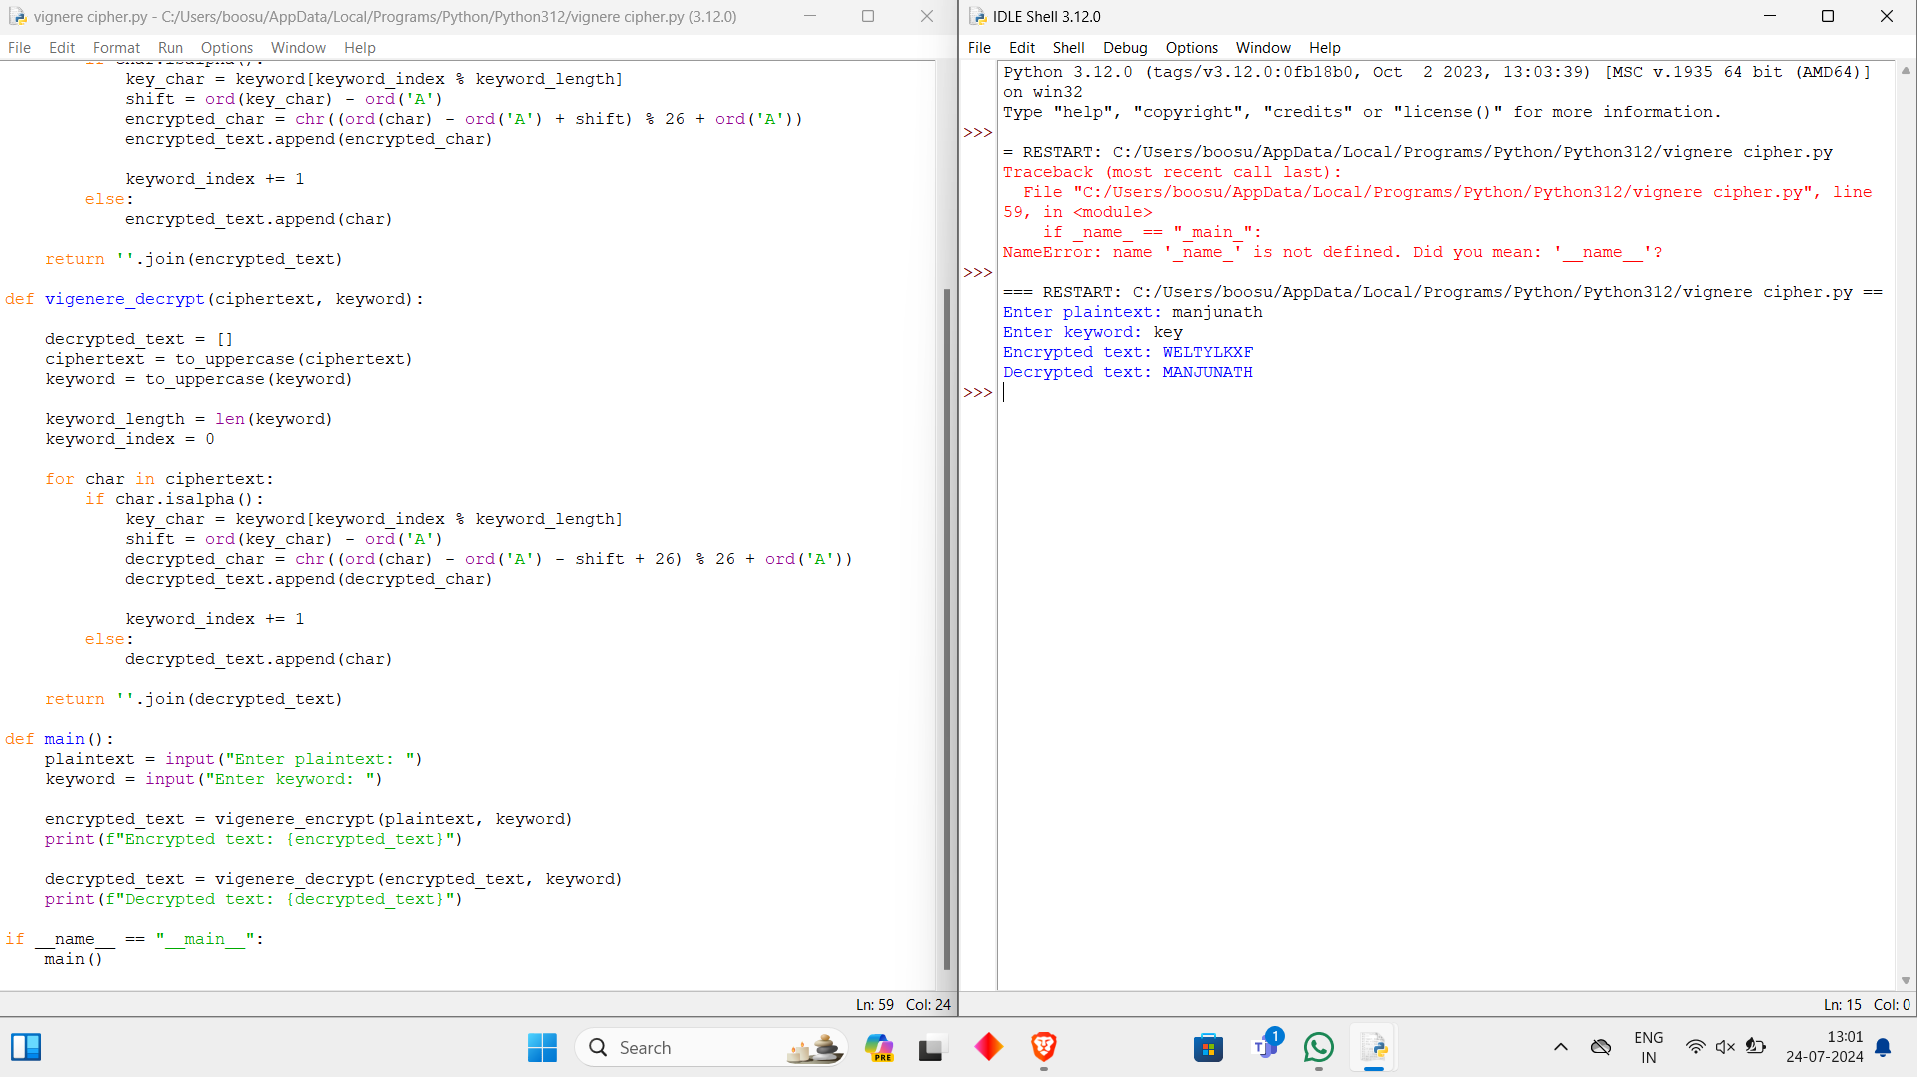 vignere cipher.py - C:/Users/boosu/AppData/Local/Programs/Python/Python312/vignere cipher.py (3.12.0)
File Edit Format Run Options Window Help
if char.isalpha():
key_char = keyword[keyword_index % keyword_length]
shift = ord(key_char) - ord('A')
encrypted_char = chr((ord(char) - ord('A') + shift) % 26 + ord('A'))
encrypted_text.append(encrypted_char)
keyword_index += 1
else:
encrypted_text.append(char)
return ''.join(encrypted_text)
def vigenere_decrypt(ciphertext, keyword):
decrypted_text = []
ciphertext = to_uppercase(ciphertext)
keyword = to_uppercase(keyword)
keyword_length = len(keyword)
keyword_index = 0
for char in ciphertext:
if char.isalpha():
key_char = keyword[keyword_index % keyword_length]
shift = ord(key_char) - ord('A')
decrypted_char = chr((ord(char) - ord('A') - shift + 26) % 26 + ord('A'))
decrypted_text.append(decrypted_char)
keyword_index += 1
else:
decrypted_text.append(char)
return ''.join(decrypted_text)
def main():
plaintext = input("Enter plaintext: ")
keyword = input("Enter keyword: ")
encrypted_text = vigenere_encrypt(plaintext, keyword)
print(f"Encrypted text: {encrypted_text}")
decrypted_text = vigenere_decrypt(encrypted_text, keyword)
print(f"Decrypted text: {decrypted_text}")
if __name__ == "__main__":
main()
Ln: 59 Col: 24
IDLE Shell 3.12.0
File Edit Shell Debug Options Window Help
Python 3.12.0 (tags/v3.12.0:0fb18b0, Oct  2 2023, 13:03:39) [MSC v.1935 64 bit (AMD64)]
on win32
Type "help", "copyright", "credits" or "license()" for more information.
>>>
= RESTART: C:/Users/boosu/AppData/Local/Programs/Python/Python312/vignere cipher.py
Traceback (most recent call last):
File "C:/Users/boosu/AppData/Local/Programs/Python/Python312/vignere cipher.py", line
59, in <module>
if _name_ == "_main_":
NameError: name '_name_' is not defined. Did you mean: '__name__'?
>>>
=== RESTART: C:/Users/boosu/AppData/Local/Programs/Python/Python312/vignere cipher.py ==
Enter plaintext: manjunath
Enter keyword: key
Encrypted text: WELTYLKXF
Decrypted text: MANJUNATH
>>>
Ln: 15 Col: 0
Search
PRE
1
ENG
IN
13:01
24-07-2024